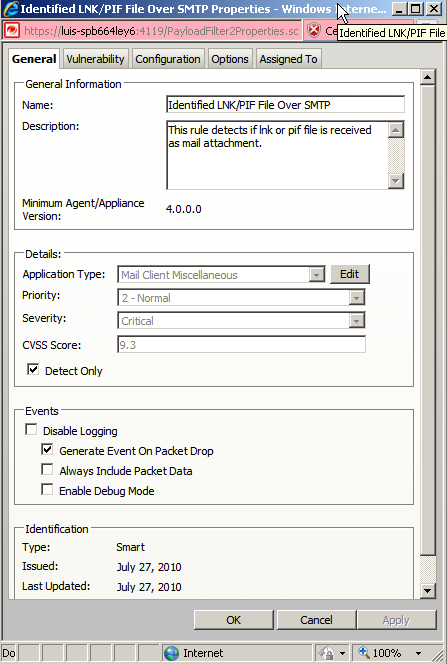 Identified LNK/PIF File Over SMTP Properties - Windows Interne...
https://luis-spb664ley6:4119/PayloadFilter2Properties.sc
Ce
Identified LNK/PIF File
General Vulnerability Configuration Options Assigned To
General Information
Name: Identified LNK/PIF File Over SMTP
Description: This rule detects if lnk or pif file is received
as mail attachment.
Minimum Agent/Appliance
Version: 4.0.0.0
Details:
Application Type: Mail Client Miscellaneous Edit
Priority: 2 - Normal
Severity: Critical
CVSS Score: 9.3
Detect Only
Events
Disable Logging
Generate Event On Packet Drop
Always Include Packet Data
Enable Debug Mode
Identification
Type: Smart
Issued: July 27, 2010
Last Updated: July 27, 2010
OK Cancel Apply
Do Internet 100%